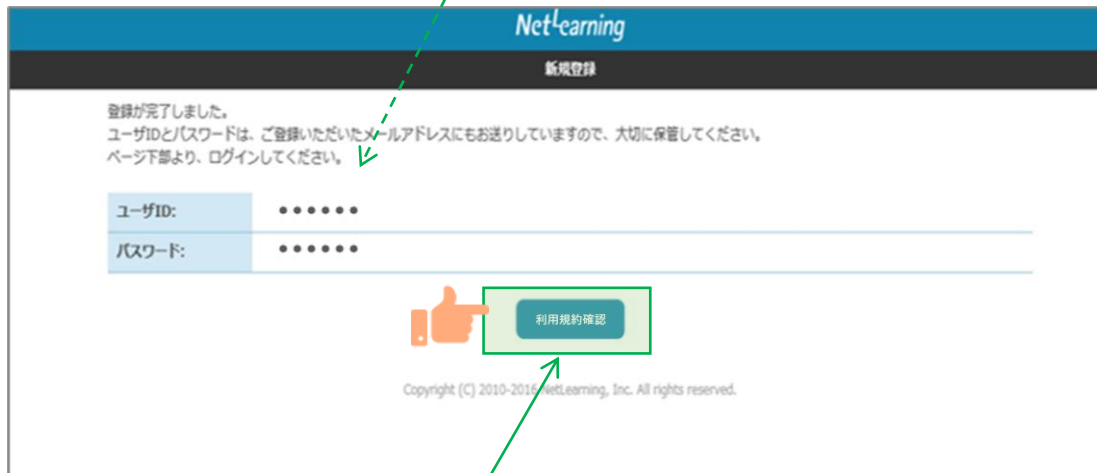 NetLearning
新規登録
登録が完了しました。
ユーザIDとパスワードは、ご登録いただいたメールアドレスにもお送りしていますので、大切に保管してください。
ページ下部より、ログインしてください。
ユーザID: ●●●●●●
パスワード: ●●●●●●
利用規約確認
Copyright (C) 2010-2016 NetLearning, Inc. All rights reserved.